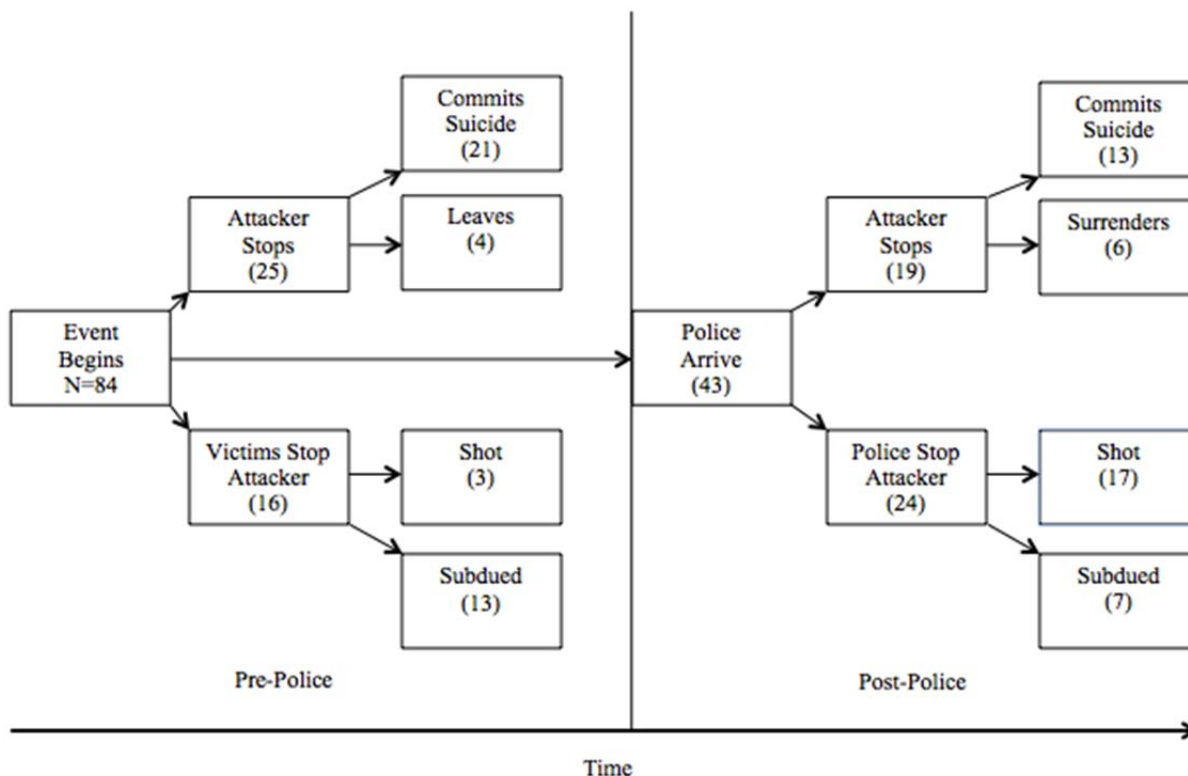 Event
Begins
N=84
Attacker
Stops
(25)
Commits
Suicide
(21)
Leaves
(4)
Victims Stop
Attacker
(16)
Shot
(3)
Subdued
(13)
Pre-Police
Police
Arrive
(43)
Attacker
Stops
(19)
Commits
Suicide
(13)
Surrenders
(6)
Police Stop
Attacker
(24)
Shot
(17)
Subdued
(7)
Post-Police
Time